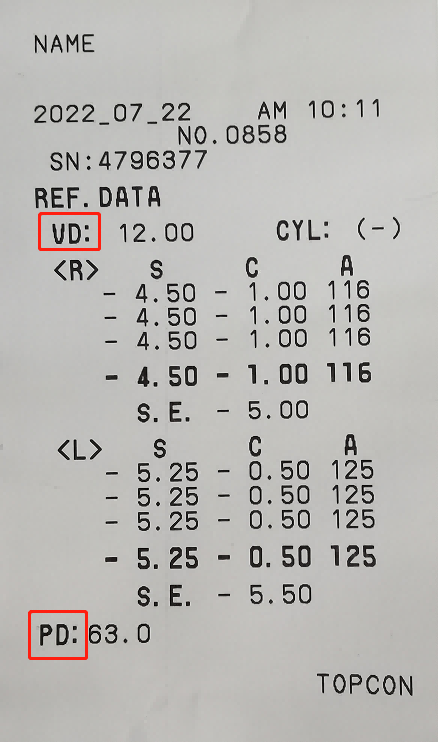 NAME
2022_07_22 AM 10:11
NO.0858
SN:4796377
REF.DATA
VD: 12.00 CYL: (-)
<R> S C A
- 4.50 - 1.00 116
- 4.50 - 1.00 116
- 4.50 - 1.00 116
- 4.50 - 1.00 116
S.E. - 5.00
<L> S C A
- 5.25 - 0.50 125
- 5.25 - 0.50 125
- 5.25 - 0.50 125
- 5.25 - 0.50 125
S.E. - 5.50
PD: 63.0
TOPCON